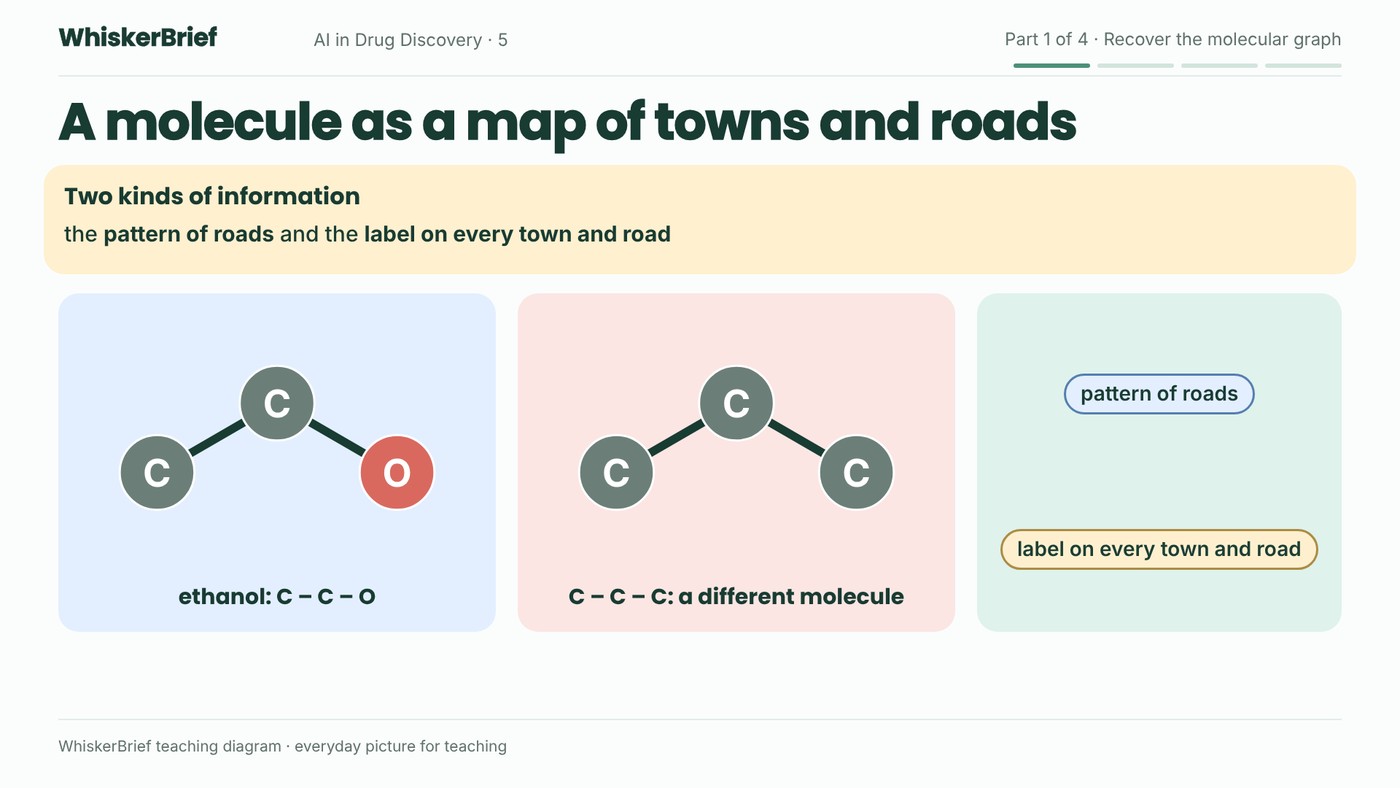 WhiskerBrief
AI in Drug Discovery · 5
Part 1 of 4 · Recover the molecular graph
A molecule as a map of towns and roads
Two kinds of information
the pattern of roads and the label on every town and road
C
C
O
ethanol: C – C – O
C
C
C
C – C – C: a different molecule
pattern of roads
label on every town and road
WhiskerBrief teaching diagram · everyday picture for teaching